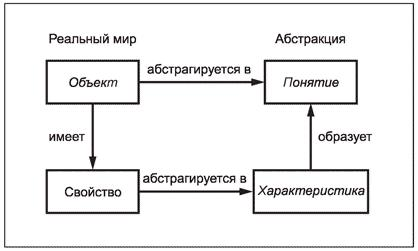 Реальный мир
Абстракция
Объект
абстрагируется в
Понятие
имеет
образует
Свойство
абстрагируется в
Характеристика